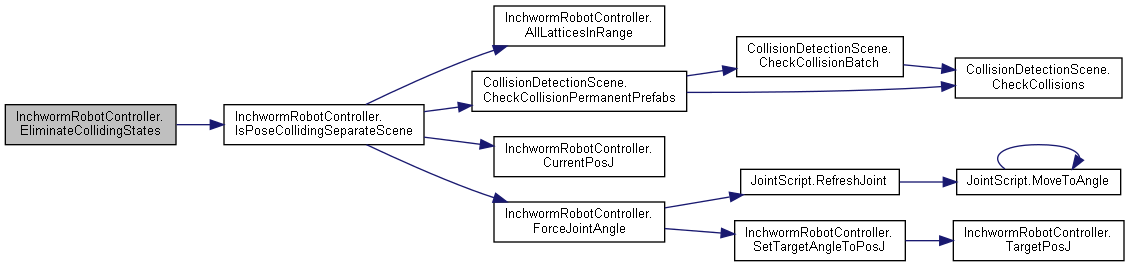 InchwormRobotController.
EliminateCollidingStates
InchwormRobotController.
IsPoseCollidingSeparateScene
InchwormRobotController.
AllLatticesInRange
CollisionDetectionScene.
CheckCollisionPermanentPrefabs
CollisionDetectionScene.
CheckCollisionBatch
CollisionDetectionScene.
CheckCollisions
InchwormRobotController.
CurrentPosJ
InchwormRobotController.
ForceJointAngle
JointScript.RefreshJoint
JointScript.MoveToAngle
InchwormRobotController.
SetTargetAngleToPosJ
InchwormRobotController.
TargetPosJ